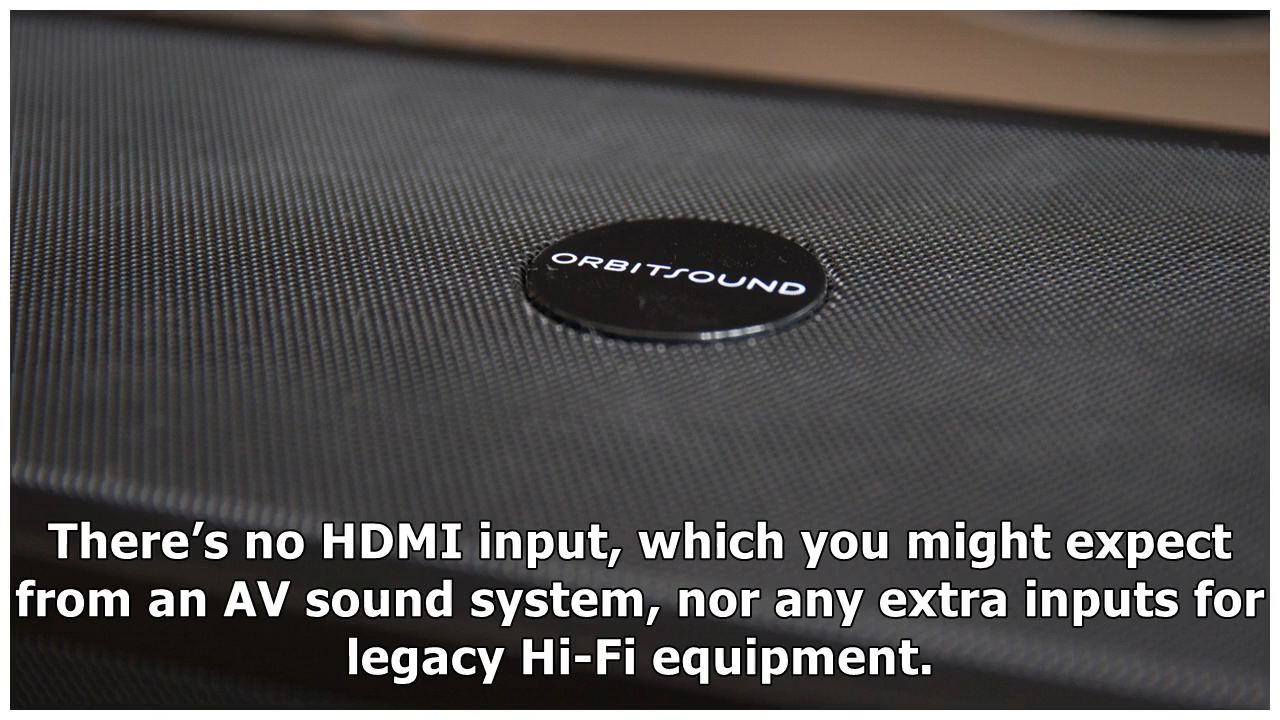 ORBITSOUND
There’s no HDMI input, which you might expect
from an AV sound system, nor any extra inputs for
legacy Hi-Fi equipment.